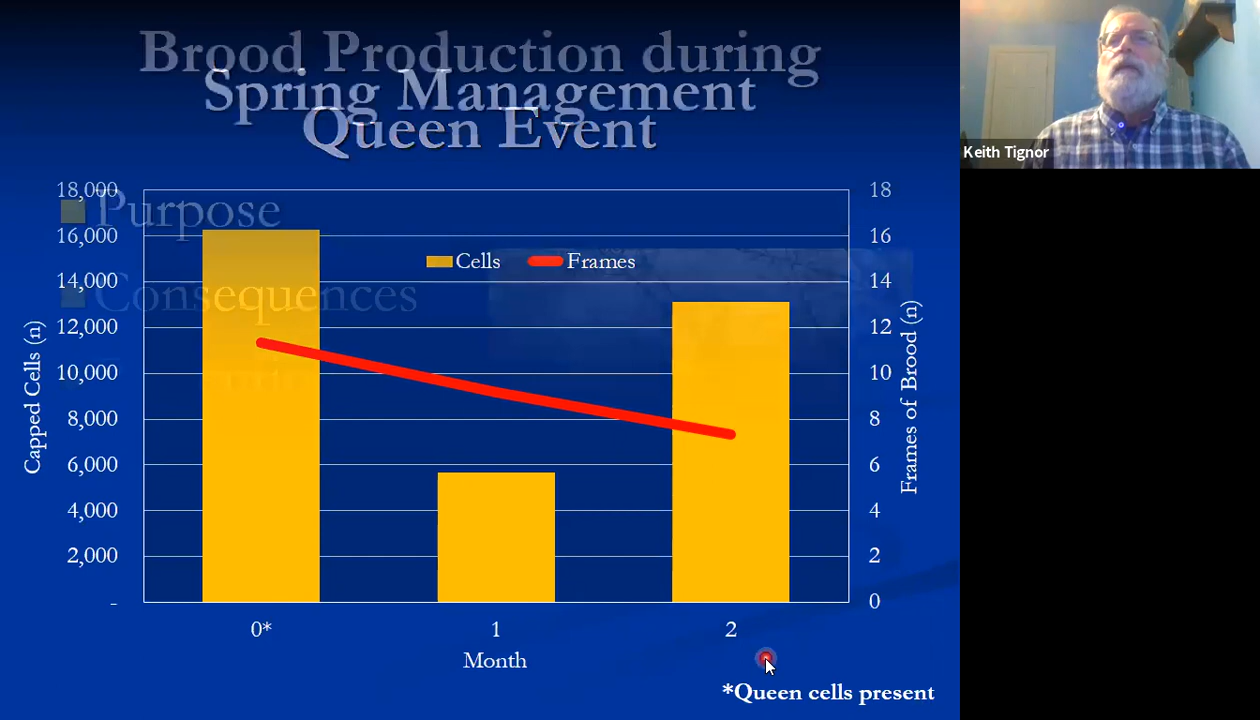 Brood Production during
Spring Management
Queen Event
Purpose
Consequences
Cells
Frames
Capped Cells (n)
18,000
16,000
14,000
12,000
10,000
8,000
6,000
4,000
2,000
-
18
16
14
12
10
8
6
4
2
0
Frames of Brood (n)
0*
1
2
Month
*Queen cells present
Keith Tignor